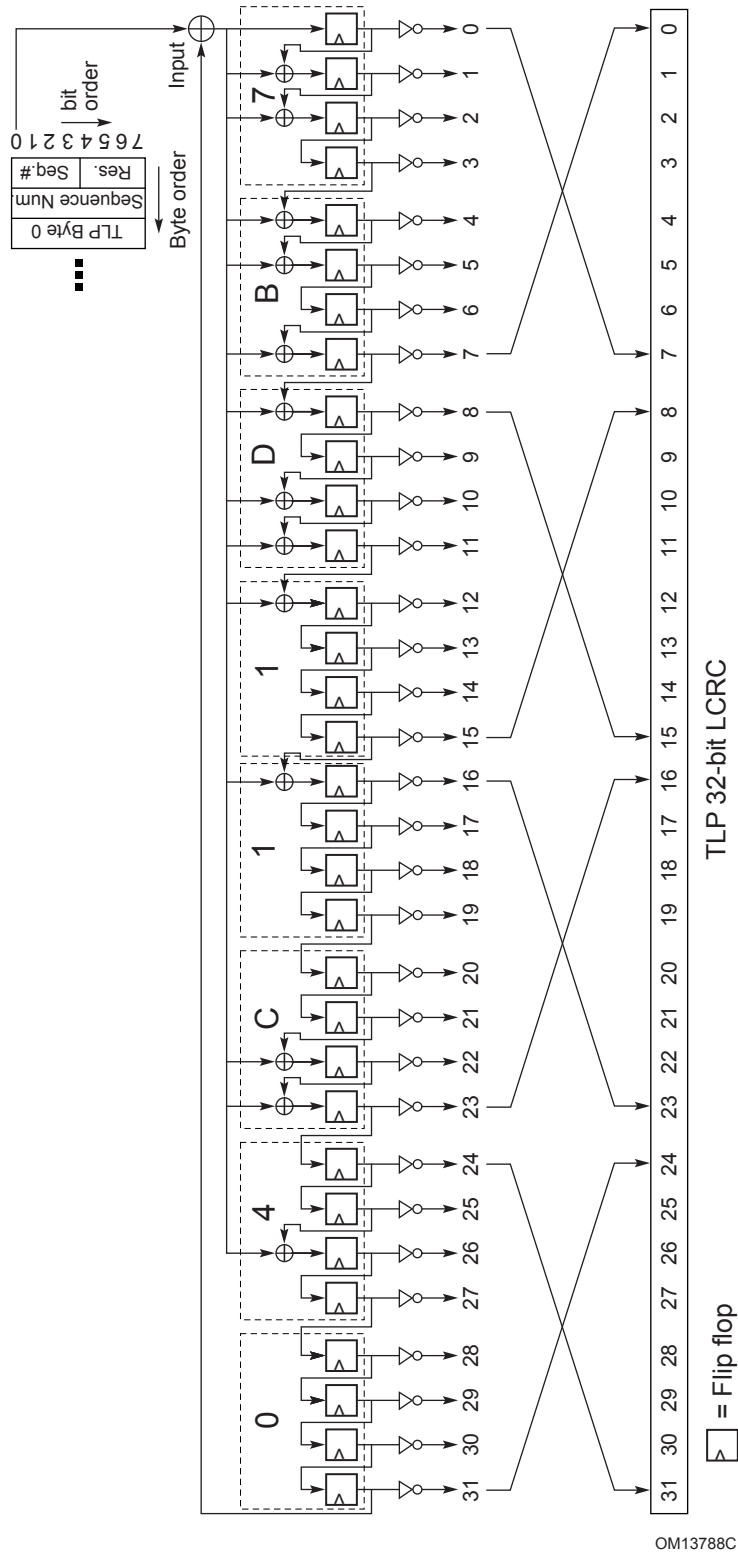 Input
bit
order
0 1 2 3 4 5 6 7
Seq.#
Res.
Sequence Num.
TLP Byte 0
Byte order
0 4 C 1 1 D B 7
31 30 29 28 27 26 25 24 23 22 21 20 19 18 17 16 15 14 13 12 11 10 9 8 7 6 5 4 3 2 1 0
31 30 29 28 27 26 25 24 23 22 21 20 19 18 17 16 15 14 13 12 11 10 9 8 7 6 5 4 3 2 1 0
TLP 32-bit LCRC
= Flip flop
OM13788C